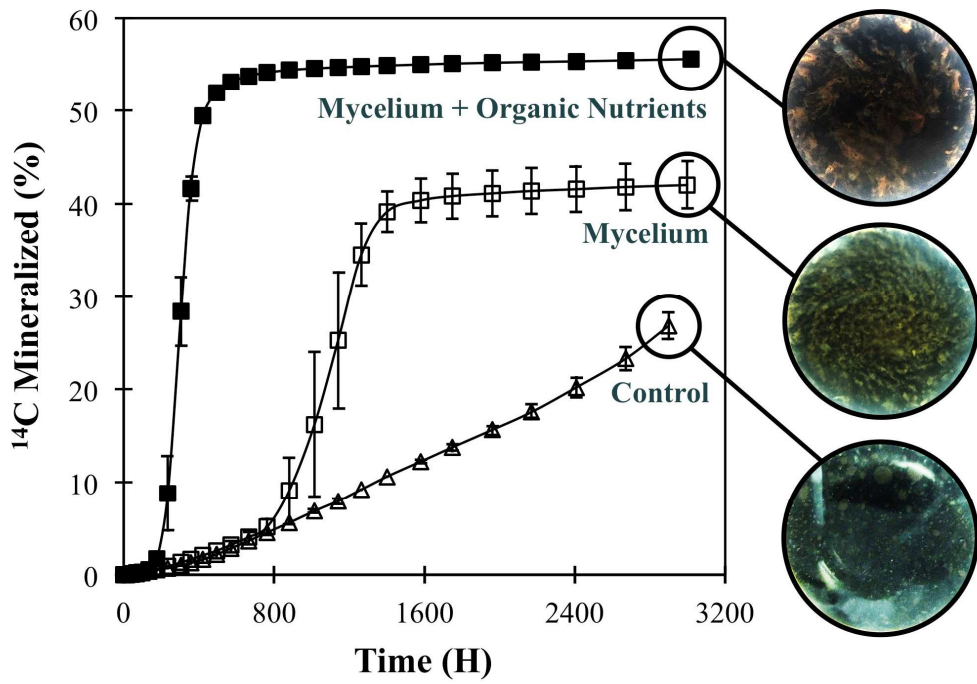 60
50
40
30
20
10
0
¹⁴C Mineralized (%)
Mycelium + Organic Nutrients
Mycelium
Control
0 800 1600 2400 3200
Time (H)